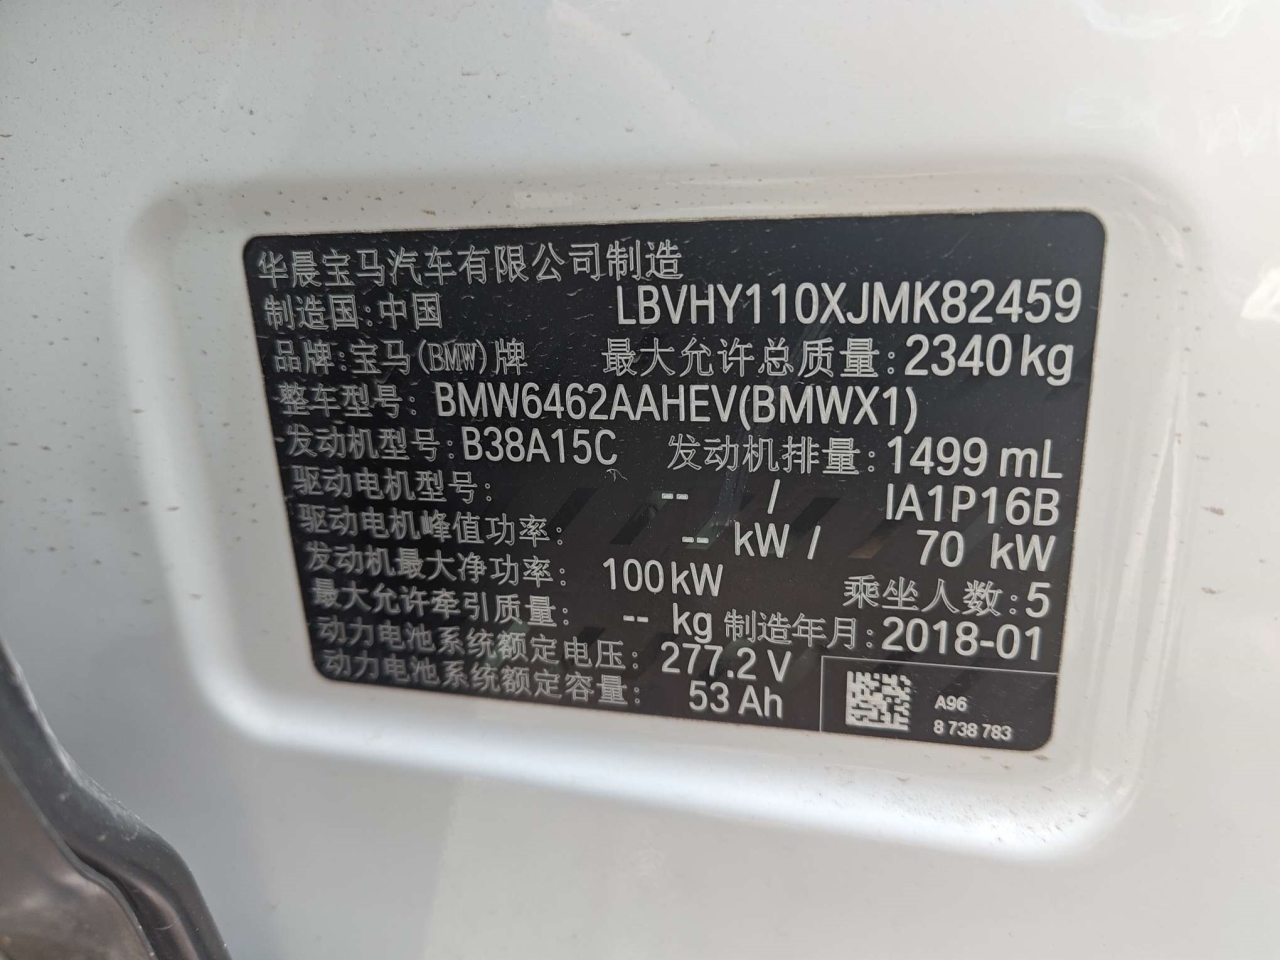 华晨宝马汽车有限公司制造
制造国:中国 LBVHY110XJMK82459
品牌:宝马(BMW)牌 最大允许总质量:2340kg
整车型号:BMW6462AAHEV(BMWX1)
发动机型号:B38A15C 发动机排量:1499 mL
驱动电机型号: -- / IA1P16B
驱动电机峰值功率: -- kW / 70 kW
发动机最大净功率: 100kW 乘坐人数:5
最大允许牵引质量: -- kg 制造年月:2018-01
动力电池系统额定电压: 277.2 V
动力电池系统额定容量: 53 Ah
A96
8 738 783